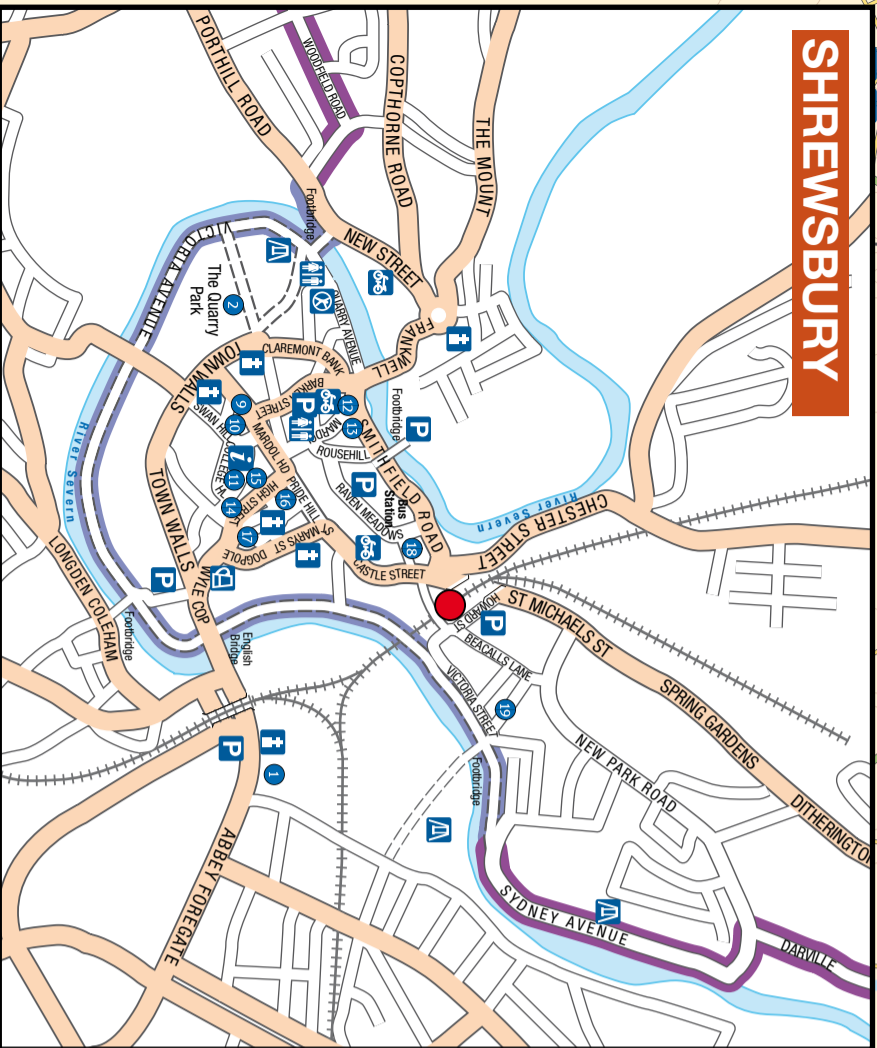 SHREWSBURY
PORTHILL ROAD
WOODFIELD ROAD
COPTHORNE ROAD
THE MOUNT
NEW STREET
Footbridge
FRANKWELL
VICTORIA AVENUE
The Quarry
Park
2
QUARRY AVENUE
CLAREMONT BANK
TOWN WALLS
BARKER STREET
P
12
13
MARDOL
SMITHFIELD ROAD
Footbridge
P
ROUSEHILL
9
10
SWAN HILL
COLLEGE HILL
MARDOL HD
PRIDE HILL
i
11
15
HIGH STREET
14
16
17
P
RAVEN MEADOWS
Bus
Station
18
CASTLE STREET
ST MARYS ST
DOGPOLE
TOWN WALLS
WYLE COP
P
River Severn
River Severn
CHESTER STREET
LONGDEN COLEHAM
Footbridge
English
Bridge
HOWARD ST
P
ST MICHAELS ST
BEACALLS LANE
VICTORIA STREET
19
SPRING GARDENS
NEW PARK ROAD
DITHERINGTO
Footbridge
P
1
ABBEY FOREGATE
SYDNEY AVENUE
DARVILLE